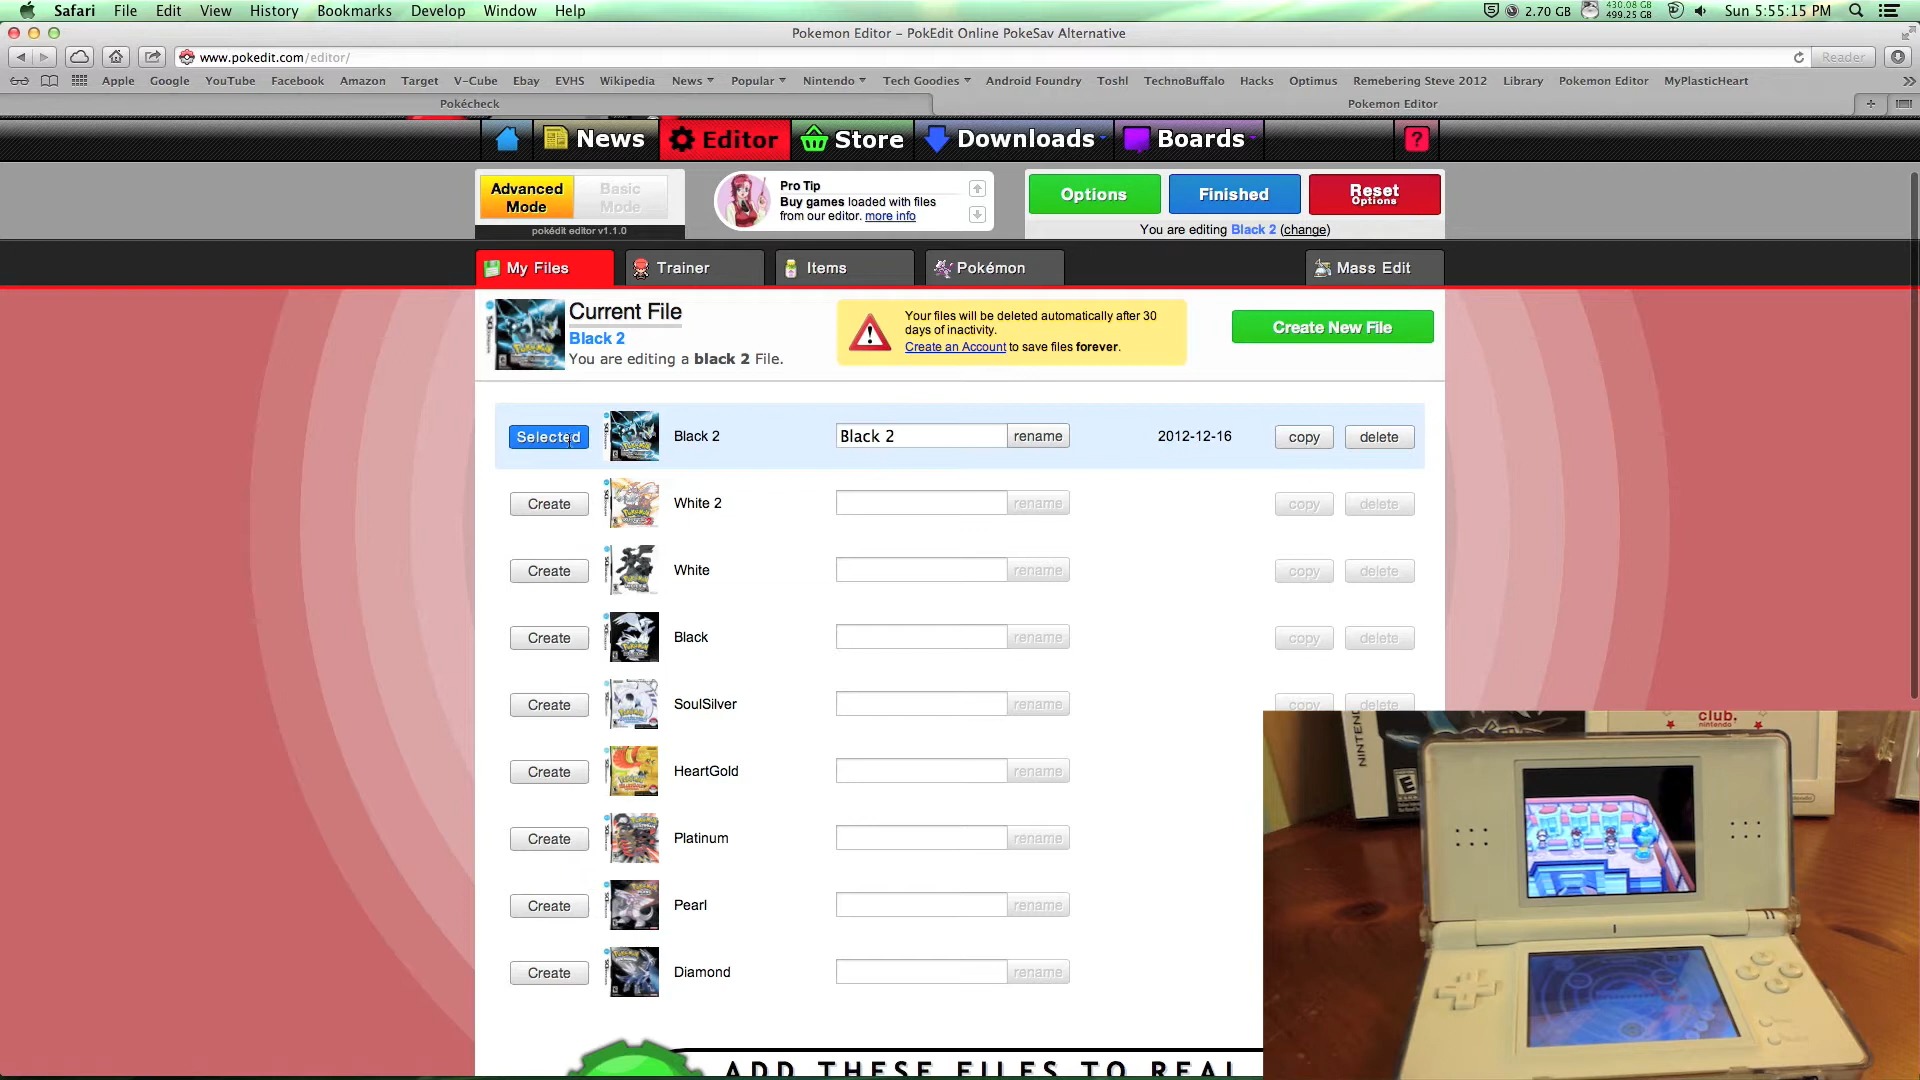 Safari File Edit View History Bookmarks Develop Window Help 2.70 GB 430.08 GB 499.25 GB Sun 5:55:15 PM
Pokemon Editor – PokEdit Online PokeSav Alternative
www.pokedit.com/editor/ Reader
Apple Google YouTube Facebook Amazon Target V-Cube Ebay EVHS Wikipedia News Popular Nintendo Tech Goodies Android Foundry Toshl TechnoBuffalo Hacks Optimus Remebering Steve 2012 Library Pokemon Editor MyPlasticHeart
Pokécheck Pokemon Editor
News Editor Store Downloads Boards ?
Advanced Mode
Basic Mode
pokédit editor v1.1.0
Pro Tip
Buy games loaded with files
from our editor. more info
Options Finished Reset Options
You are editing Black 2 (change)
My Files Trainer Items Pokémon Mass Edit
Current File
Black 2
You are editing a black 2 File.
Your files will be deleted automatically after 30
days of inactivity.
Create an Account to save files forever.
Create New File
Selected Black 2 Black 2 rename 2012-12-16 copy delete
Create White 2 rename copy delete
Create White rename copy delete
Create Black rename copy delete
Create SoulSilver rename copy delete
Create HeartGold rename
Create Platinum rename
Create Pearl rename
Create Diamond rename
ADD THESE FILES TO REAL
club.
nintendo
NINTENDO
E